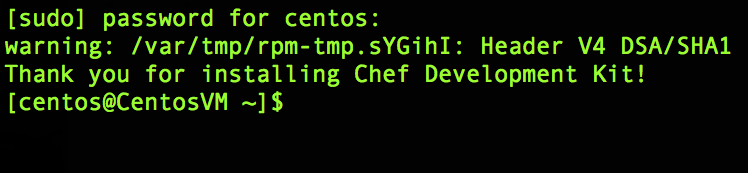 [sudo] password for centos:
warning: /var/tmp/rpm-tmp.sYGihI: Header V4 DSA/SHA1
Thank you for installing Chef Development Kit!
[centos@CentosVM ~]$